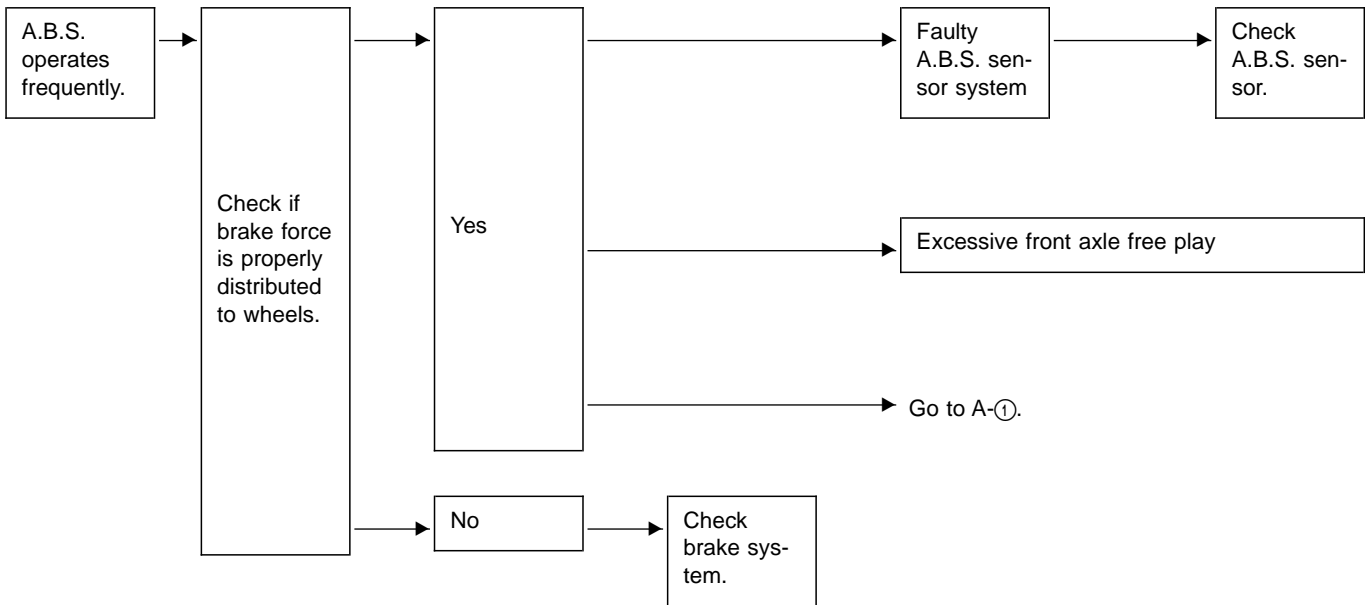 A.B.S.
operates
frequently.
Check if
brake force
is properly
distributed
to wheels.
Yes
Faulty
A.B.S. sen-
sor system
Check
A.B.S. sen-
sor.
Excessive front axle free play
Go to A-①.
No
Check
brake sys-
tem.